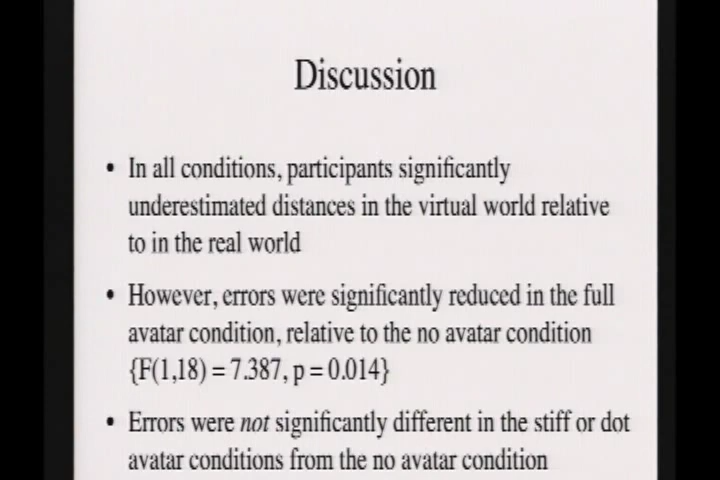 Discussion
• In all conditions, participants significantly
underestimated distances in the virtual world relative
to in the real world
• However, errors were significantly reduced in the full
avatar condition, relative to the no avatar condition
{F(1,18) = 7.387, p = 0.014}
• Errors were not significantly different in the stiff or dot
avatar conditions from the no avatar condition